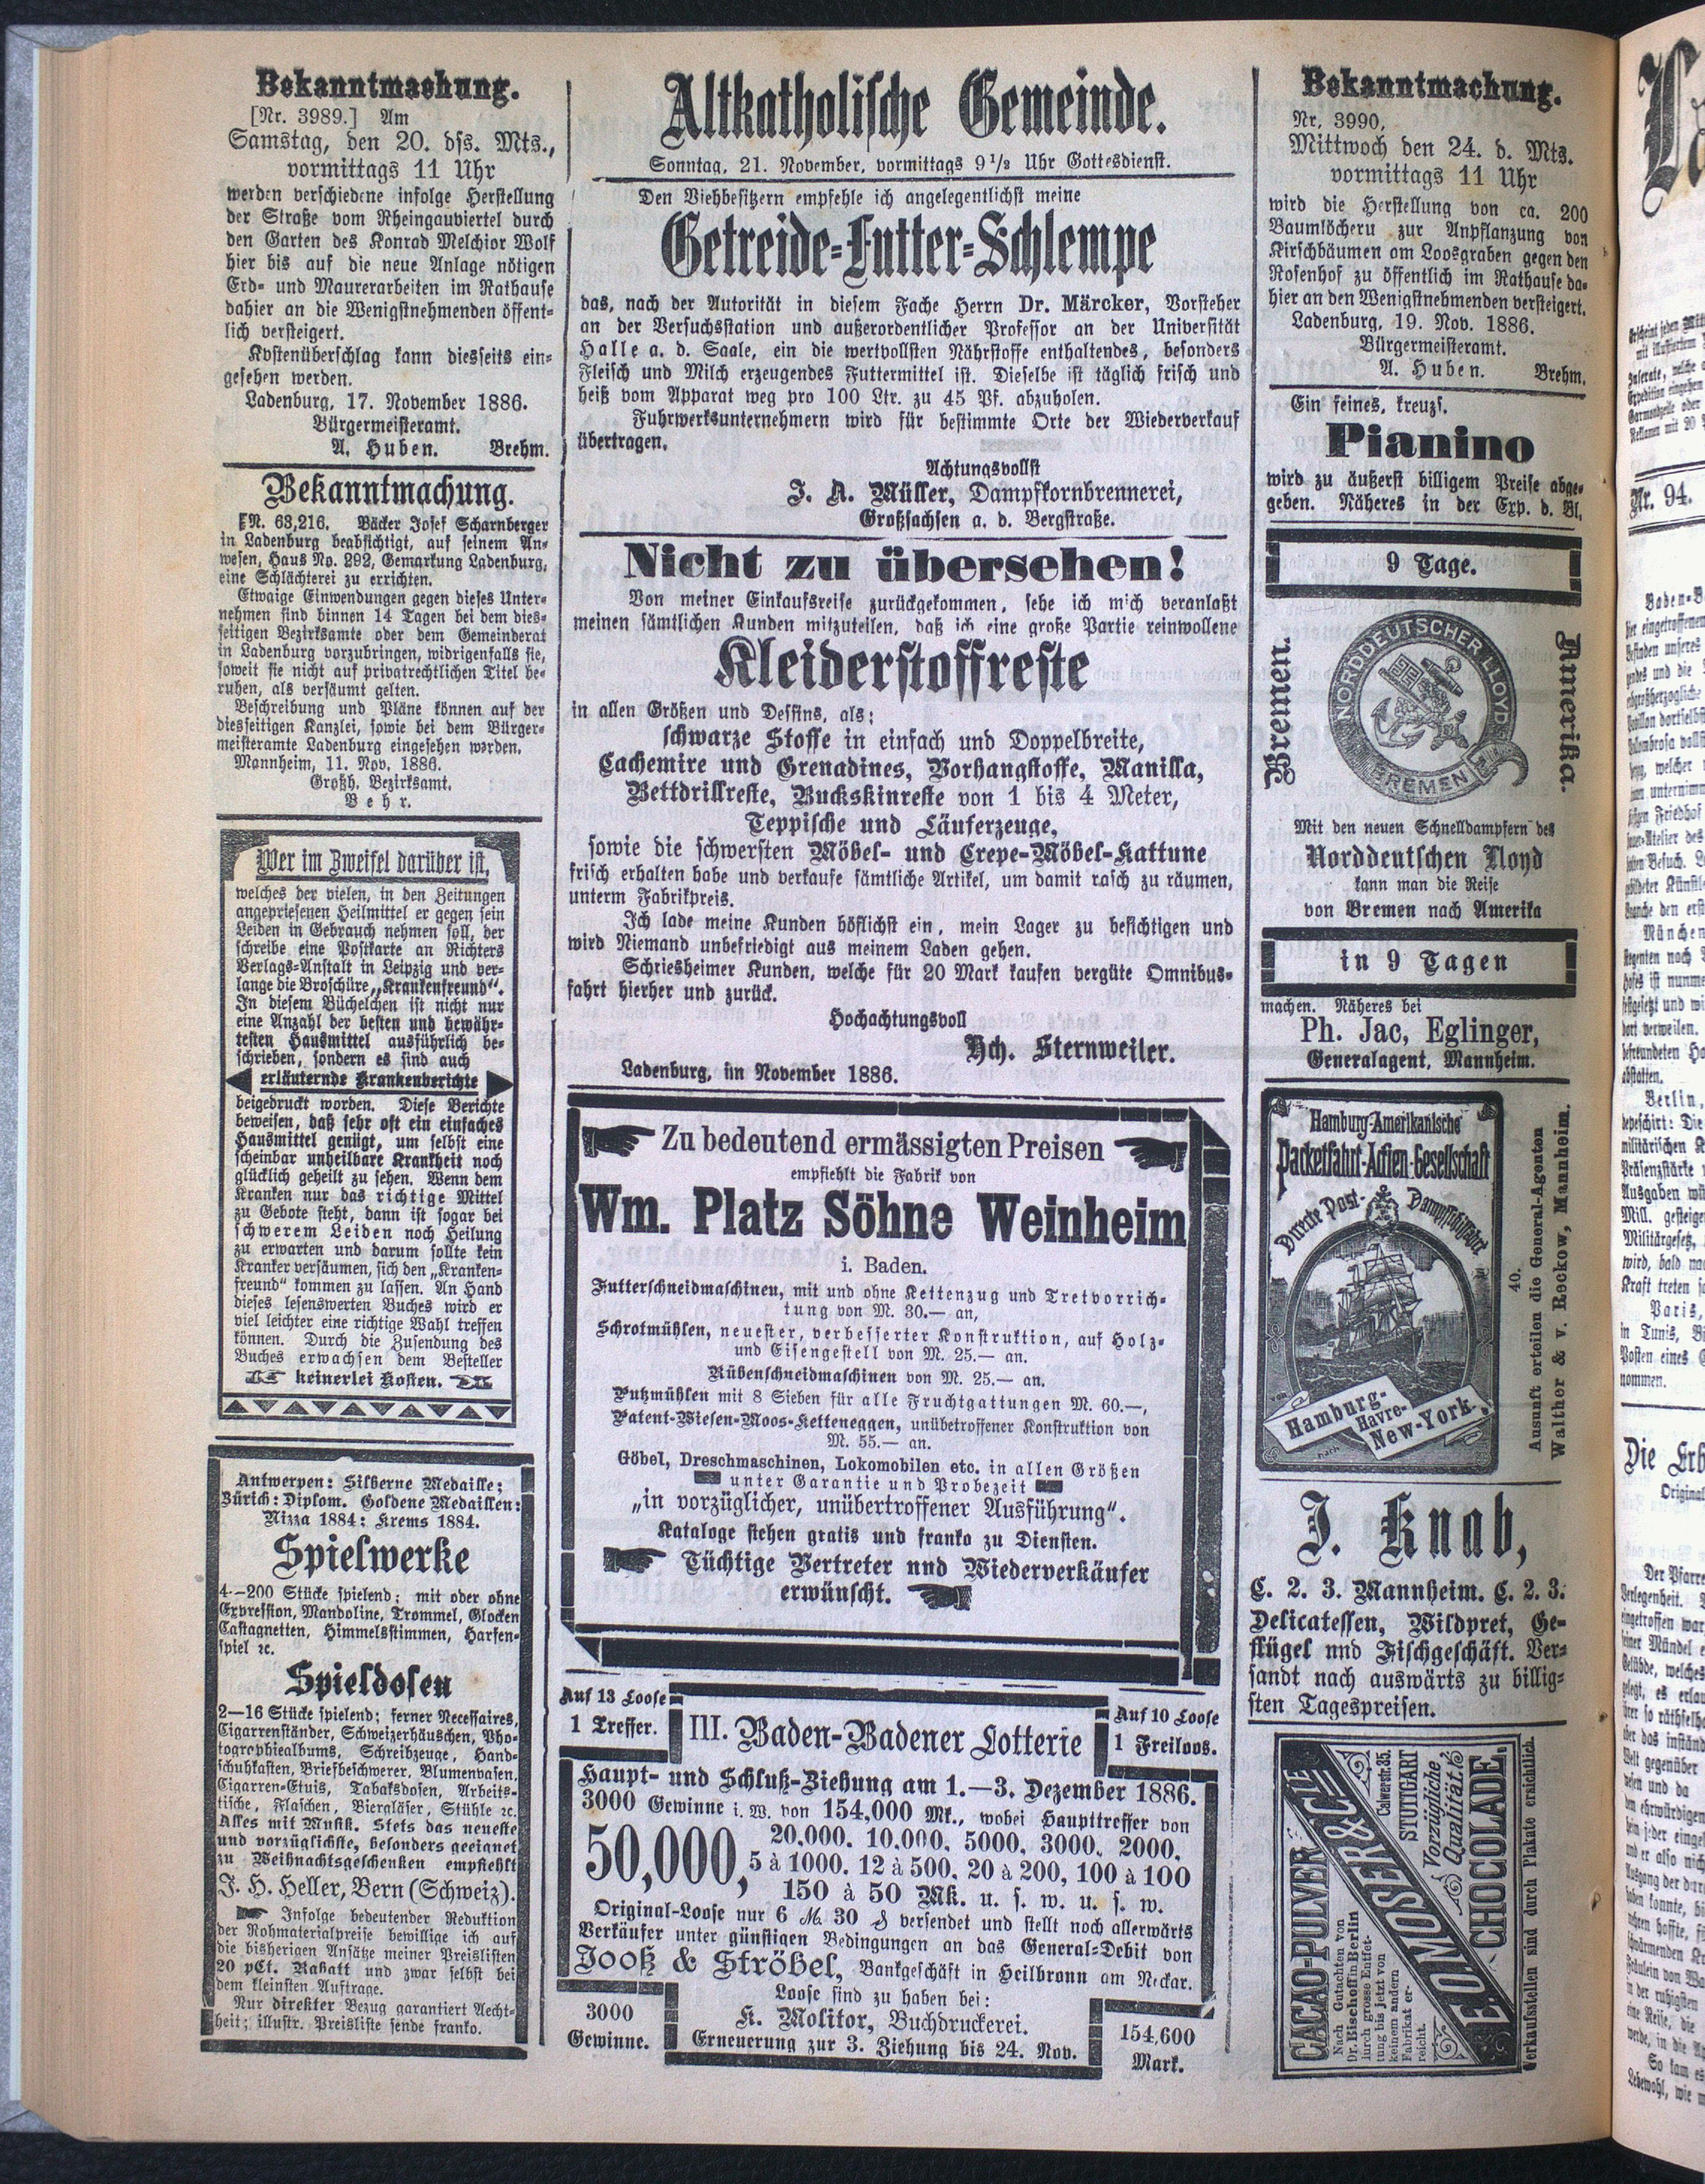 Bekanntmachung.
[Nr. 3989.] Am
Samstag, den 20. dſs. Mts.,
vormittags 11 Uhr
werden verschiedene infolge Herstellung
der Straße vom Rheingauviertel durch
den Garten des Konrad Melchior Wolf
hier bis auf die neue Anlage nötigen
Erd- und Maurerarbeiten im Rathause
dahier an die Wenigstnehmenden öffent-
lich versteigert.
Kostenüberschlag kann diesseits ein-
gesehen werden.
Ladenburg, 17. November 1886.
Bürgermeisteramt.
A. Huben. Brehm.
Bekanntmachung.
N. 63,216. Bäcker Josef Scharnberger
in Ladenburg beabsichtigt, auf seinem An-
wesen, Haus No. 292, Gemarkung Ladenburg,
eine Schlächterei zu errichten.
Etwaige Einwendungen gegen dieses Unter-
nehmen sind binnen 14 Tagen bei dem dies-
seitigen Bezirksamte oder dem Gemeinderat
in Ladenburg vorzubringen, widrigenfalls sie,
soweit sie nicht auf privatrechtlichen Titel be-
ruhen, als versäumt gelten.
Beschreibung und Pläne können auf der
diesseitigen Kanzlei, sowie bei dem Bürger-
meisteramte Ladenburg eingesehen werden.
Mannheim, 11. Nov. 1886.
Großh. Bezirksamt.
Behr.
Wer im Zweifel darüber ist,
welches der vielen, in den Zeitungen
angepriesenen Heilmittel er gegen sein
Leiden in Gebrauch nehmen soll, der
schreibe eine Postkarte an Richters
Verlags-Anstalt in Leipzig und ver-
lange die Broschüre „Krankenfreund“.
In diesem Büchelchen ist nicht nur
eine Anzahl der besten und bewähr-
testen Hausmittel ausführlich be-
schrieben, sondern es sind auch
erläuternde Krankenberichte
beigedruckt worden. Diese Berichte
beweisen, daß sehr oft ein einfaches
Hausmittel genügt, um selbst eine
scheinbar unheilbare Krankheit noch
glücklich geheilt zu sehen. Wenn dem
Kranken nur das richtige Mittel
zu Gebote steht, dann ist sogar bei
schwerem Leiden noch Heilung
zu erwarten und darum sollte kein
Kranker versäumen, sich den „Kranken-
freund“ kommen zu lassen. An Hand
dieses lesenswerten Buches wird er
viel leichter eine richtige Wahl treffen
können. Durch die Zusendung des
Buches erwachsen dem Besteller
keinerlei Kosten.
Antwerpen: Silberne Medaille;
Zürich: Diplom. Goldene Medaillen:
Nizza 1884: Krems 1884.
Spielwerke
4—200 Stücke spielend; mit oder ohne
Expression, Mandoline, Trommel, Glocken
Castagnetten, Himmelsstimmen, Harfen-
spiel ꝛc.
Spieldosen
2—16 Stücke spielend; ferner Necessaires,
Cigarrenständer, Schweizerhäuschen, Pho-
tographiealbums, Schreibzeuge, Hand-
schuhkasten, Briefbeschwerer, Blumenvasen,
Cigarren-Etuis, Tabaksdosen, Arbeits-
tische, Flaschen, Biergläser, Stühle ꝛc.
Alles mit Musik. Stets das neueste
und vorzüglichste, besonders geeignet
zu Weihnachtsgeschenken empfiehlt
J. H. Heller, Bern (Schweiz).
Infolge bedeutender Reduktion
der Rohmaterialpreise bewillige ich auf
die bisherigen Ansätze meiner Preislisten
20 pCt. Rabatt und zwar selbst bei
dem kleinsten Auftrage.
Nur direkter Bezug garantiert Aecht-
heit; illustr. Preisliste sende franko.
Altkatholische Gemeinde.
Sonntag, 21. November, vormittags 9 1/2 Uhr Gottesdienst.
Den Viehbesitzern empfehle ich angelegentlichst meine
Getreide-Futter-Schlempe
das, nach der Autorität in diesem Fache Herrn Dr. Märcker, Vorsteher
an der Versuchsstation und außerordentlicher Professor an der Universität
Halle a. d. Saale, ein die wertvollsten Nährstoffe enthaltendes, besonders
Fleisch und Milch erzeugendes Futtermittel ist. Dieselbe ist täglich frisch und
heiß vom Apparat weg pro 100 Ltr. zu 45 Pf. abzuholen.
Fuhrwerksunternehmern wird für bestimmte Orte der Wiederverkauf
übertragen.
Achtungsvollst
J. A. Müller, Dampfkornbrennerei,
Großsachsen a. d. Bergstraße.
Nicht zu übersehen!
Von meiner Einkaufsreise zurückgekommen, sehe ich mich veranlaßt
meinen sämtlichen Kunden mitzuteilen, daß ich eine große Partie reinwollene
Kleiderstoffreste
in allen Größen und Dessins, als:
schwarze Stoffe in einfach und Doppelbreite,
Cachemire und Grenadines, Vorhangstoffe, Manilla,
Bettdrillreste, Buckskinreste von 1 bis 4 Meter,
Teppische und Läuferzeuge,
sowie die schwersten Möbel- und Crepe-Möbel-Kattune
frisch erhalten habe und verkaufe sämtliche Artikel, um damit rasch zu räumen,
unterm Fabrikpreis.
Ich lade meine Kunden höflichst ein, mein Lager zu besichtigen und
wird Niemand unbefriedigt aus meinem Laden gehen.
Schriesheimer Kunden, welche für 20 Mark kaufen vergüte Omnibus-
fahrt hierher und zurück.
Hochachtungsvoll
Hch. Sternweiler.
Ladenburg, im November 1886.
Zu bedeutend ermässigten Preisen
empfiehlt die Fabrik von
Wm. Platz Söhne Weinheim
i. Baden.
Futterschneidmaschinen, mit und ohne Kettenzug und Tretvorrich-
tung von M. 30.— an,
Schrotmühlen, neuester, verbesserter Konstruktion, auf Holz-
und Eisengestell von M. 25.— an.
Rübenschneidmaschinen von M. 25.— an.
Putzmühlen mit 8 Sieben für alle Fruchtgattungen M. 60.—,
Patent-Wiesen-Moos-Ketteneggen, unübetroffener Konstruktion von
M. 55.— an.
Göbel, Dreschmaschinen, Lokomobilen etc. in allen Größen
unter Garantie und Probezeit
„in vorzüglicher, unübertroffener Ausführung“.
Kataloge stehen gratis und franko zu Diensten.
Tüchtige Vertreter nnd Wiederverkäufer
erwünscht.
Auf 13 Loose
1 Treffer.
III. Baden-Badener Lotterie
Auf 10 Loose
1 Freiloos.
Haupt- und Schluß-Ziehung am 1.—3. Dezember 1886.
3000 Gewinne i. W. von 154,000 Mk., wobei Haupttreffer von
50,000, 20,000. 10,000, 5000, 3000, 2000,
5 à 1000. 12 à 500. 20 à 200, 100 à 100
150 à 50 Mk. u. s. w. u. s. w.
Original-Loose nur 6 M. 30 ₰ versendet und stellt noch allerwärts
Verkäufer unter günstigen Bedingungen an das General-Debit von
Jooß & Ströbel, Bankgeschäft in Heilbronn am Neckar.
Loose sind zu haben bei:
K. Molitor, Buchdruckerei.
Erneuerung zur 3. Ziehung bis 24. Nov.
3000
Gewinne.
154,600
Mark.
Bekanntmachung.
Nr. 3990,
Mittwoch den 24. d. Mts.
vormittags 11 Uhr
wird die Herstellung von ca. 200
Baumlöchern zur Anpflanzung von
Kirschbäumen am Loosgraben gegen den
Rosenhof zu öffentlich im Rathause da-
hier an den Wenigstnehmenden versteigert.
Ladenburg, 19. Nov. 1886.
Bürgermeisteramt.
A. Huben. Brehm.
Ein feines, kreuzs.
Pianino
wird zu äußerst billigem Preise abge-
geben. Näheres in der Exp. d. Bl.
9 Tage.
Bremen.
NORDDEUTSCHER LLOYD
BREMEN
Amerika.
Mit den neuen Schnelldampfern des
Norddeutschen Lloyd
kann man die Reise
von Bremen nach Amerika
in 9 Tagen
machen. Näheres bei
Ph. Jac. Eglinger,
Generalagent, Mannheim.
Hamburg-Amerikanische
Packetfahrt-Actien-Gesellschaft
Directe Post- Dampfschiffahrt
von
Hamburg-
Havre-
nach New-York.
40.
Auskunft erteilen die General-Agenten
Walther & v. Reckow, Mannheim.
J. Knab,
C. 2. 3. Mannheim. C. 2. 3.
Delicatessen, Wildpret, Ge-
flügel nnd Fischgeschäft. Ver-
sandt nach auswärts zu billig-
sten Tagespreisen.
CACAO-PULVER
Nach Gutachten von
Dr. Bischoff in Berlin
durch grosse Entfet-
tung bis jetzt von
keinem andern
Fabrikat er-
reicht.
E.O. MOSER & CIE
Calwerstr. 35.
STUTTGART
Vorzügliche
Qualität.
CHOCOLADE.
Verkaufsstellen sind durch Plakate ersichtlich.
Nr. 94.